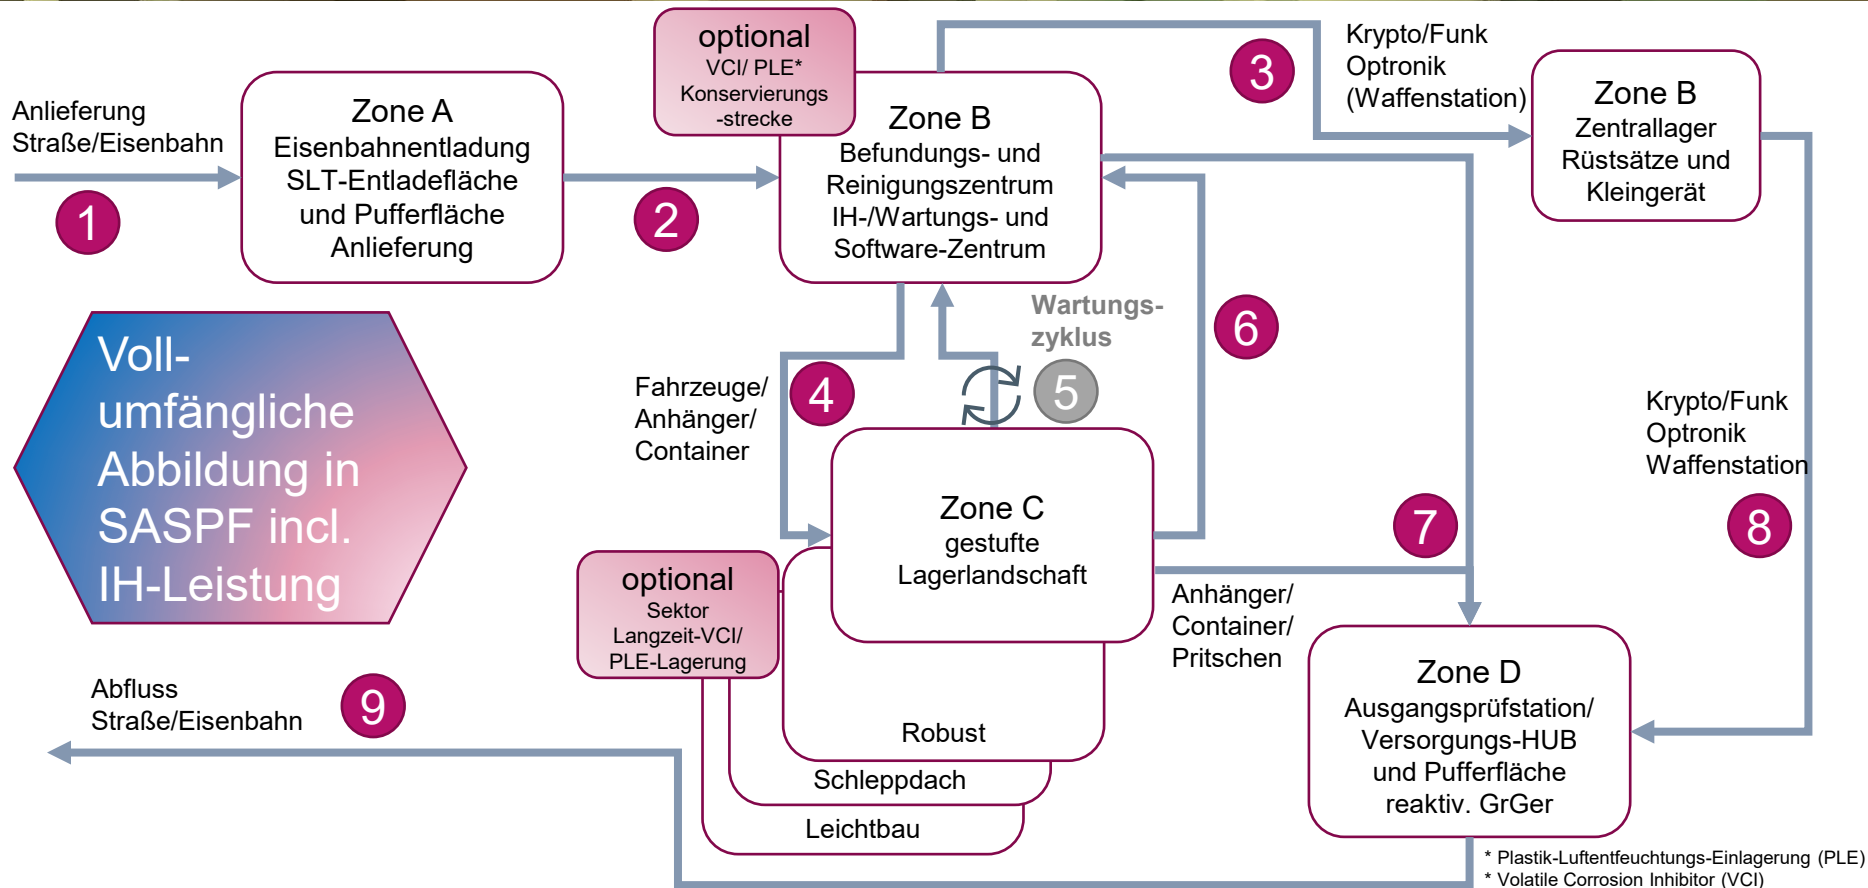 Anlieferung
Straße/Eisenbahn
1
Zone A
Eisenbahnentladung
SLT-Entladefläche
und Pufferfläche
Anlieferung
2
optional
VCI/ PLE*
Konservierungs
-strecke
Zone B
Befundungs- und
Reinigungszentrum
IH-/Wartungs- und
Software-Zentrum
3
Krypto/Funk
Optronik
(Waffenstation)
Zone B
Zentrallager
Rüstsätze und
Kleingerät
Voll-
umfängliche
Abbildung in
SASPF incl.
IH-Leistung
Fahrzeuge/
Anhänger/
Container
4
Wartungs-
zyklus
5
6
Zone C
gestufte
Lagerlandschaft
optional
Sektor
Langzeit-VCI/
PLE-Lagerung
Robust
Schleppdach
Leichtbau
7
Anhänger/
Container/
Pritschen
Krypto/Funk
Optronik
Waffenstation
8
Zone D
Ausgangsprüfstation/
Versorgungs-HUB
und Pufferfläche
reaktiv. GrGer
Abfluss
Straße/Eisenbahn
9
* Plastik-Luftentfeuchtungs-Einlagerung (PLE)
* Volatile Corrosion Inhibitor (VCI)